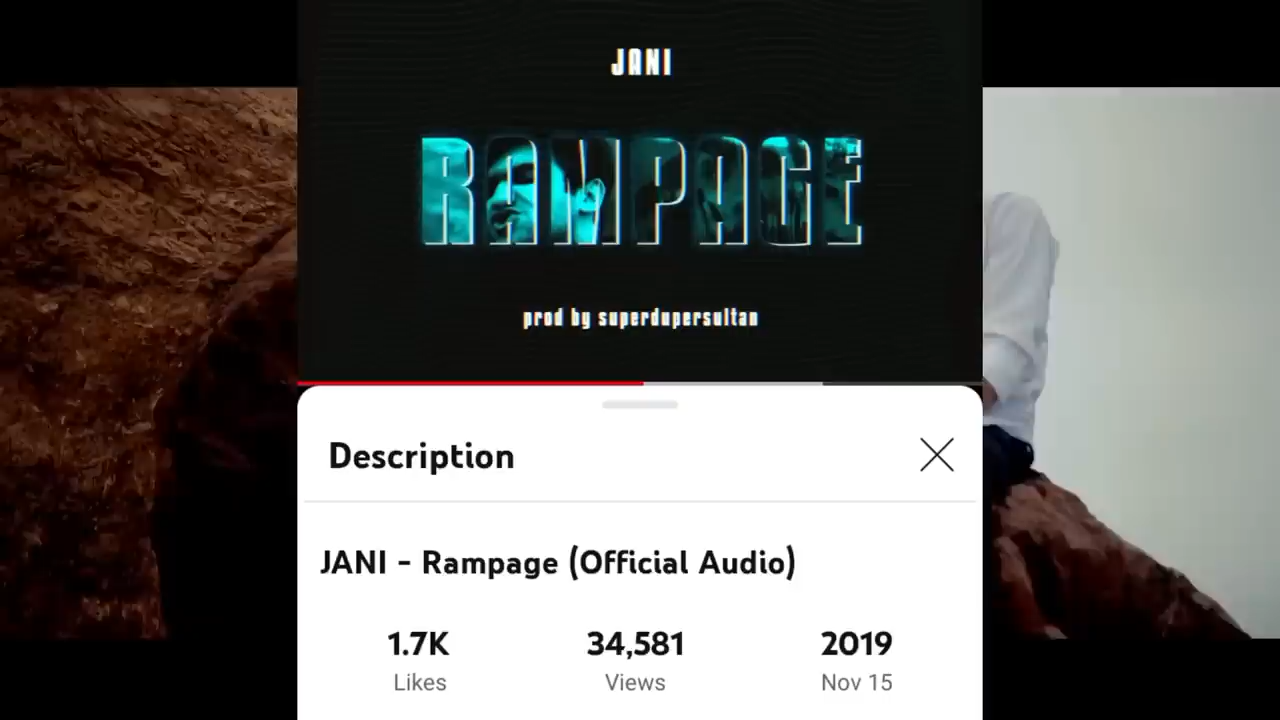 JANI
RAMPAGE
prod by superdupersultan
Description
JANI - Rampage (Official Audio)
1.7K 34,581 2019
Likes Views Nov 15